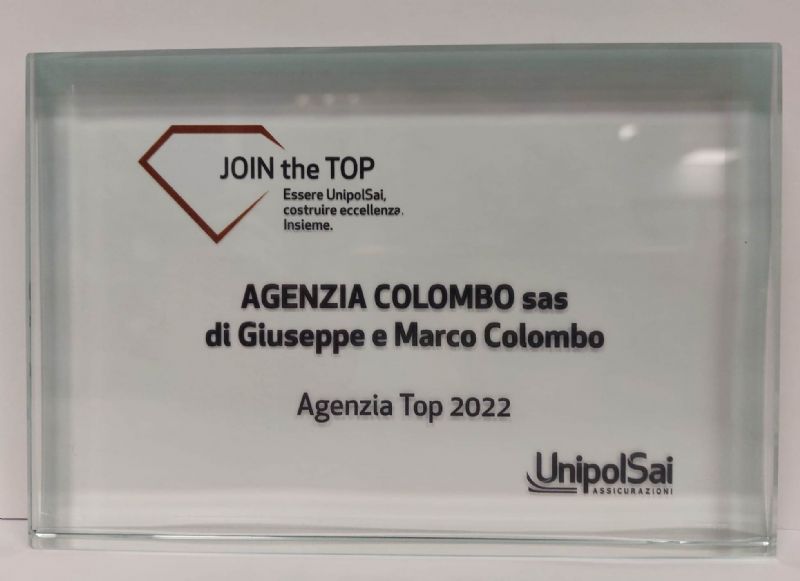 JOIN the TOP
Essere UnipolSai,
costruire eccellenza.
Insieme.
AGENZIA COLOMBO sas
di Giuseppe e Marco Colombo
Agenzia Top 2022
UnipolSai
ASSICURAZIONI